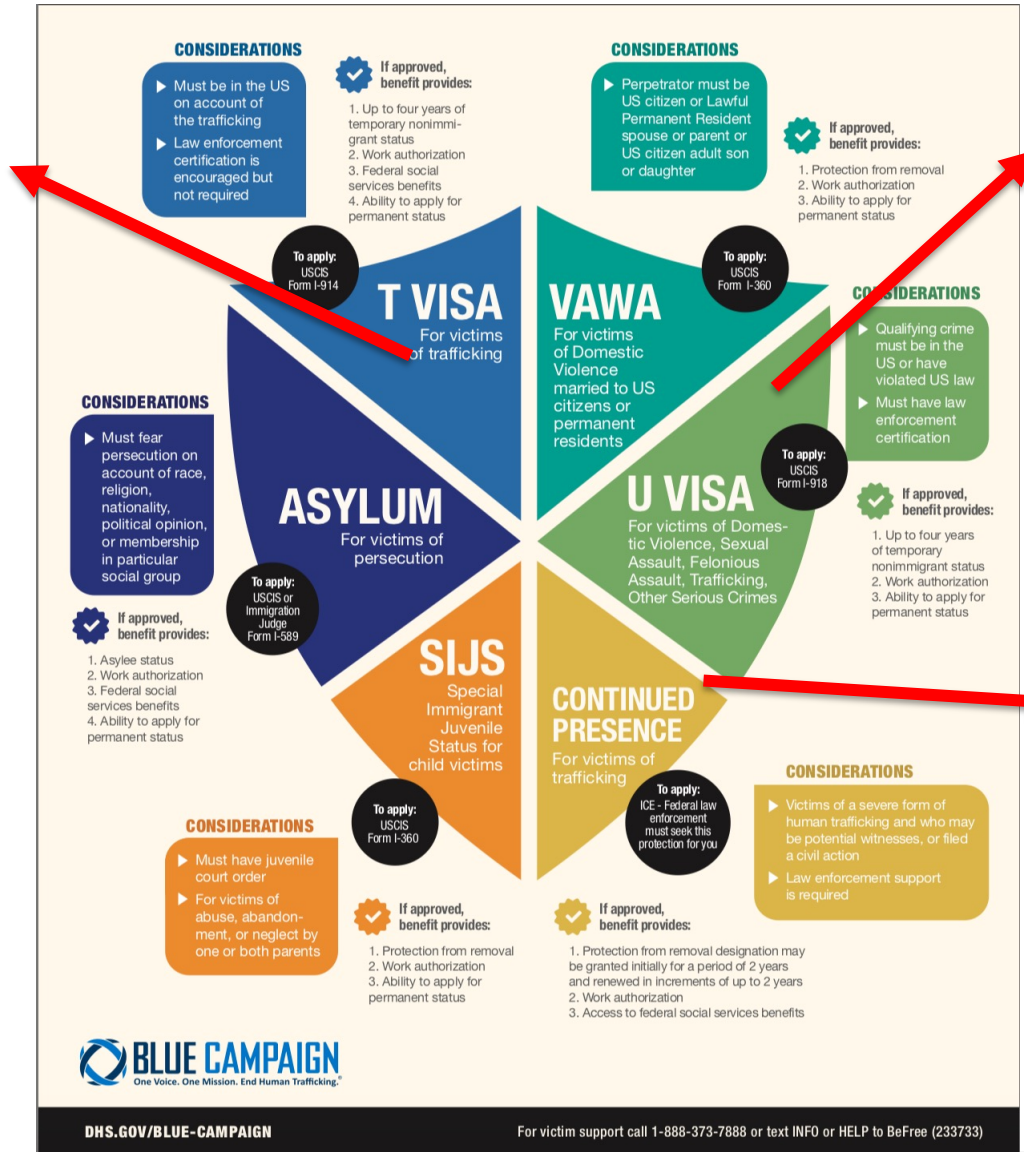 CONSIDERATIONS
Must be in the US
on account of
the trafficking
Law enforcement
certification is
encouraged but
not required
If approved,
benefit provides:
1. Up to four years of
temporary nonimmi-
grant status
2. Work authorization
3. Federal social
services benefits
4. Ability to apply for
permanent status
To apply:
USCIS
Form I-914
T VISA
For victims
of trafficking
CONSIDERATIONS
Perpetrator must be
US citizen or Lawful
Permanent Resident
spouse or parent or
US citizen adult son
or daughter
If approved,
benefit provides:
1. Protection from removal
2. Work authorization
3. Ability to apply for
permanent status
To apply:
USCIS
Form I-360
VAWA
For victims
of Domestic
Violence
married to US
citizens or
permanent
residents
CONSIDERATIONS
Qualifying crime
must be in the
US or have
violated US law
Must have law
enforcement
certification
To apply:
USCIS
Form I-918
If approved,
benefit provides:
1. Up to four years
of temporary
nonimmigrant status
2. Work authorization
3. Ability to apply for
permanent status
U VISA
For victims of Domes-
tic Violence, Sexual
Assault, Felonious
Assault, Trafficking,
Other Serious Crimes
CONSIDERATIONS
Must fear
persecution on
account of race,
religion,
nationality,
political opinion,
or membership
in particular
social group
ASYLUM
For victims of
persecution
To apply:
USCIS or
Immigration
Judge
Form I-589
If approved,
benefit provides:
1. Asylee status
2. Work authorization
3. Federal social
services benefits
4. Ability to apply for
permanent status
SIJS
Special
Immigrant
Juvenile
Status for
child victims
To apply:
USCIS
Form I-360
CONSIDERATIONS
Must have juvenile
court order
For victims of
abuse, abandon-
ment, or neglect by
one or both parents
If approved,
benefit provides:
1. Protection from removal
2. Work authorization
3. Ability to apply for
permanent status
CONTINUED
PRESENCE
For victims of
trafficking
To apply:
ICE - Federal law
enforcement
must seek this
protection for you
CONSIDERATIONS
Victims of a severe form of
human trafficking and who may
be potential witnesses, or filed
a civil action
Law enforcement support
is required
If approved,
benefit provides:
1. Protection from removal designation may
be granted initially for a period of 2 years
and renewed in increments of up to 2 years
2. Work authorization
3. Access to federal social services benefits
BLUE CAMPAIGN
One Voice. One Mission. End Human Trafficking.®
DHS.GOV/BLUE-CAMPAIGN
For victim support call 1-888-373-7888 or text INFO or HELP to BeFree (233733)